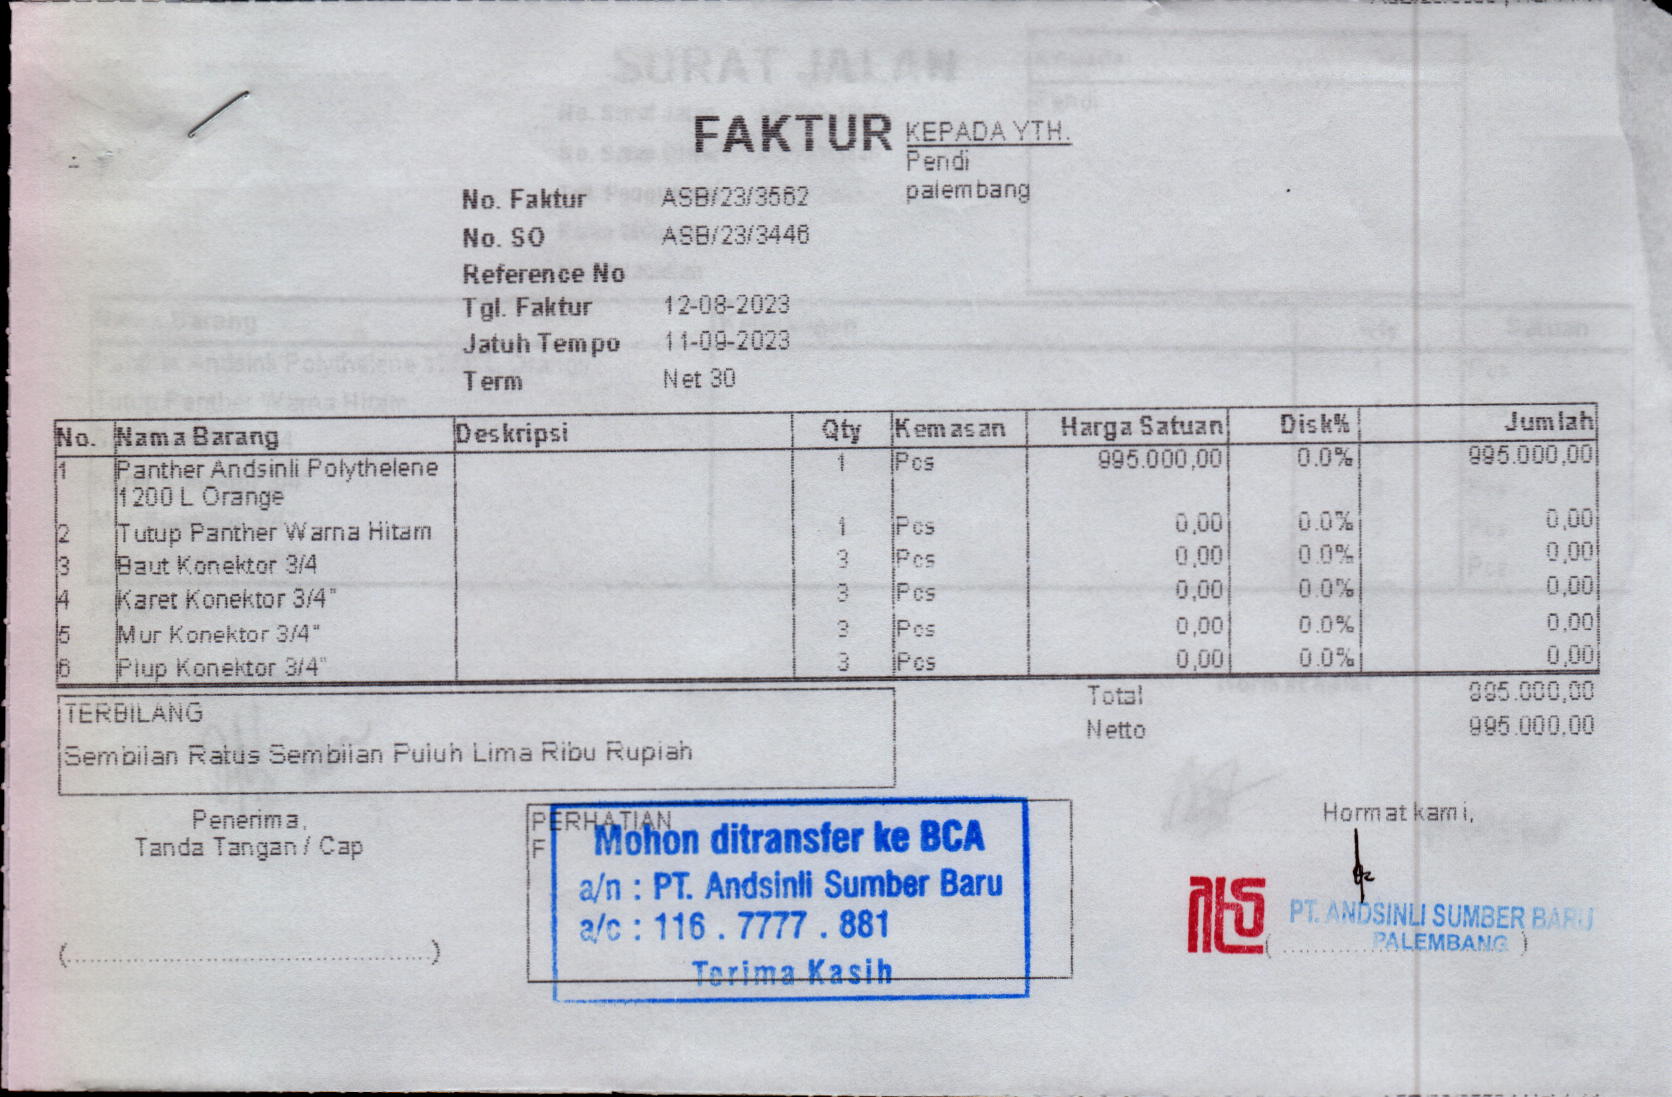 FAKTUR
KEPADA YTH.
Pendi
palembang
No. Faktur ASB/23/3562
No. SO ASB/23/3446
Reference No
Tgl. Faktur 12-08-2023
Jatuh Tempo 11-09-2023
Term Net 30
No. Nama Barang Deskripsi Qty Kemasan Harga Satuan Disk% Jumlah
1 Panther Andsinli Polythelene 1 Pcs 995.000,00 0.0% 995.000,00
1200 L Orange
2 Tutup Panther Warna Hitam 1 Pcs 0,00 0.0% 0,00
3 Baut Konektor 3/4 3 Pcs 0,00 0.0% 0,00
4 Karet Konektor 3/4" 3 Pcs 0,00 0.0% 0,00
5 Mur Konektor 3/4" 3 Pcs 0,00 0.0% 0,00
6 Plup Konektor 3/4" 3 Pcs 0,00 0.0% 0,00
Total 995.000,00
Netto 995.000,00
TERBILANG
Sembilan Ratus Sembilan Puluh Lima Ribu Rupiah
Penerima,
Tanda Tangan / Cap
(........................................)
PERHATIAN
F
Mohon ditransfer ke BCA
a/n : PT. Andsinli Sumber Baru
a/c : 116 . 7777 . 881
Terima Kasih
Hormat kami,
PT. ANDSINLI SUMBER BARU
PALEMBANG
SURAT JALAN
Nama Barang
Satuan